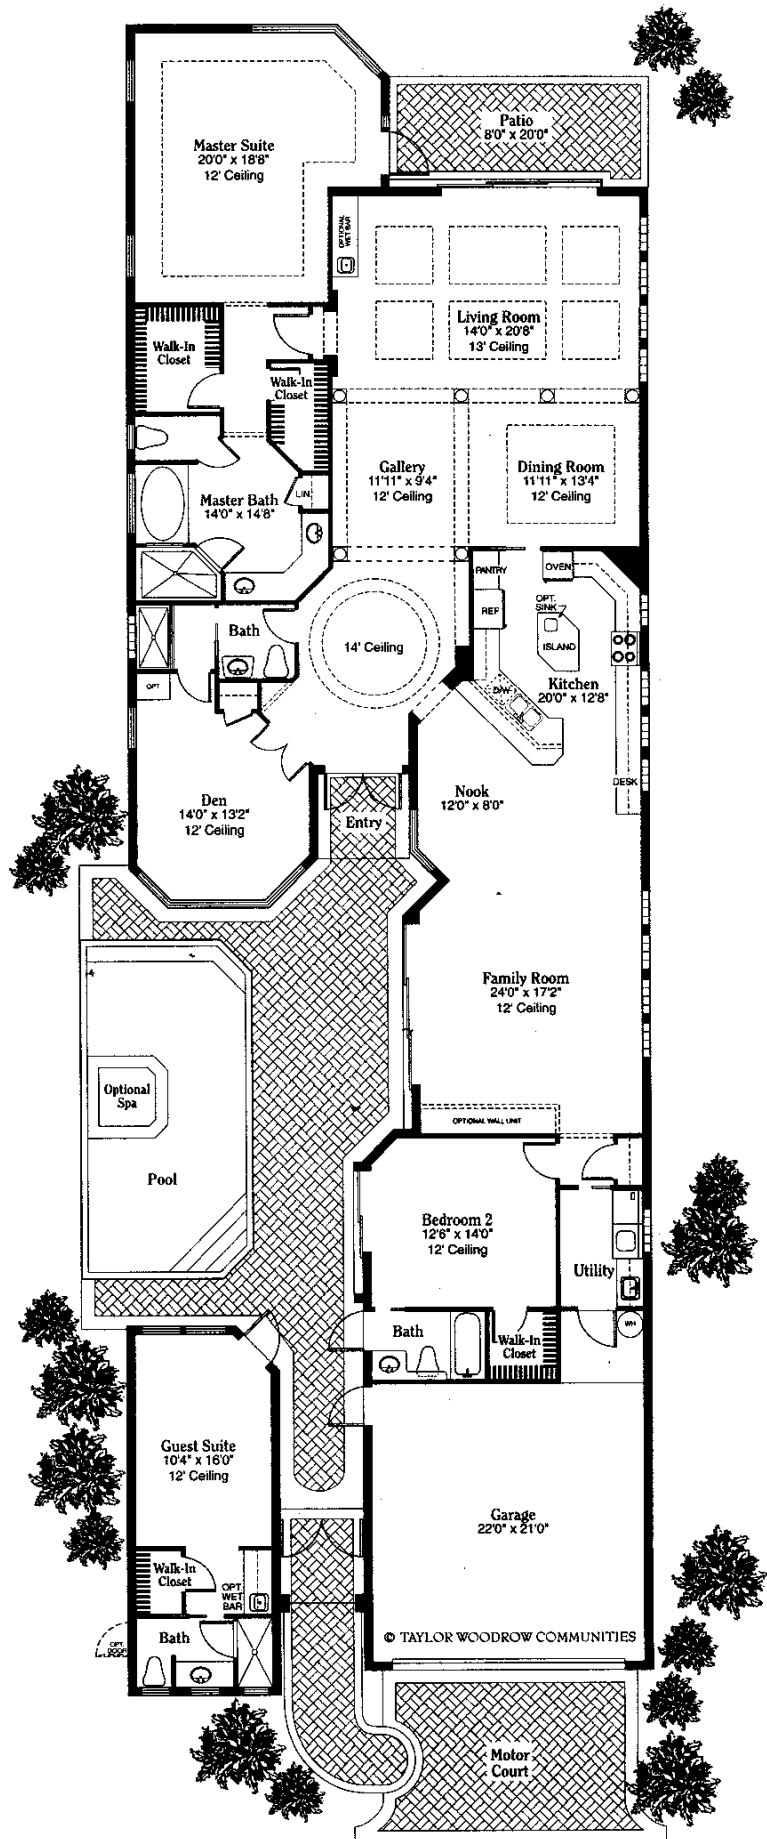 Patio
8'0" x 20'0"
Master Suite
20'0" x 18'8"
12' Ceiling
OPTIONAL
WET BAR
Living Room
14'0" x 20'8"
13' Ceiling
Walk-In
Closet
Walk-In
Closet
Gallery
11'11" x 9'4"
12' Ceiling
Dining Room
11'11" x 13'4"
12' Ceiling
Master Bath
14'0" x 14'8"
LIN
PANTRY
OVEN
REF
OPT.
SINK
ISLAND
Bath
14' Ceiling
OPT
D/W
Kitchen
20'0" x 12'8"
DESK
Nook
12'0" x 8'0"
Den
14'0" x 13'2"
12' Ceiling
Entry
Family Room
24'0" x 17'2"
12' Ceiling
Optional
Spa
OPTIONAL WALL UNIT
Pool
Bedroom 2
12'6" x 14'0"
12' Ceiling
Utility
Bath
Walk-In
Closet
WH
Guest Suite
10'4" x 16'0"
12' Ceiling
Garage
22'0" x 21'0"
Walk-In
Closet
OPT.
WET
BAR
OPT.
DOOR
Bath
© TAYLOR WOODROW COMMUNITIES
Motor
Court